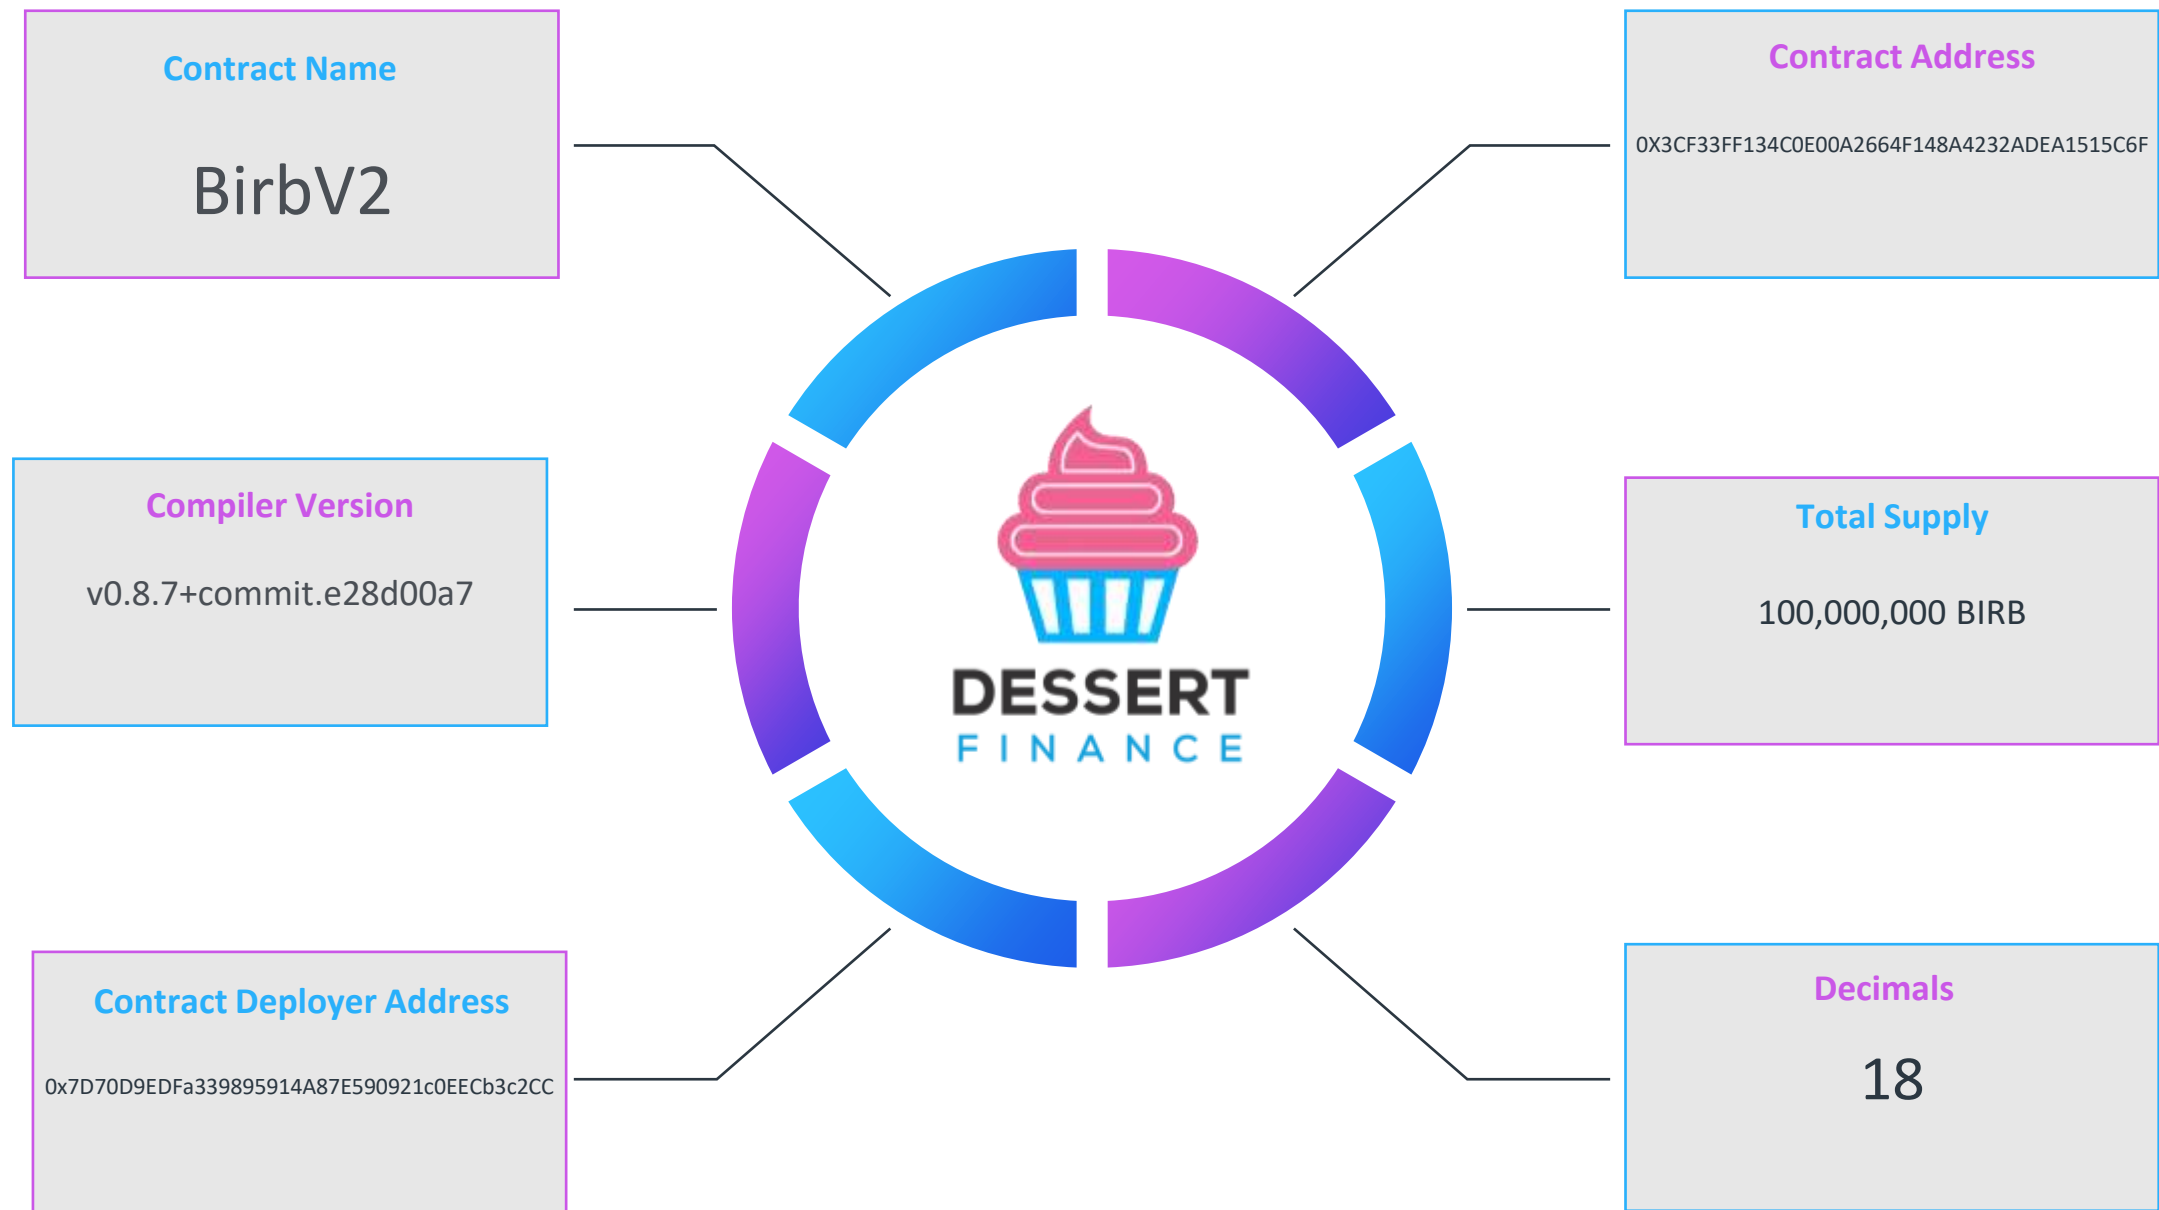 Contract Name
BirbV2
Contract Address
0X3CF33FF134C0E00A2664F148A4232ADEA1515C6F
Compiler Version
v0.8.7+commit.e28d00a7
DESSERT
FINANCE
Total Supply
100,000,000 BIRB
Contract Deployer Address
0x7D70D9EDFa339895914A87E590921c0EECb3c2CC
Decimals
18